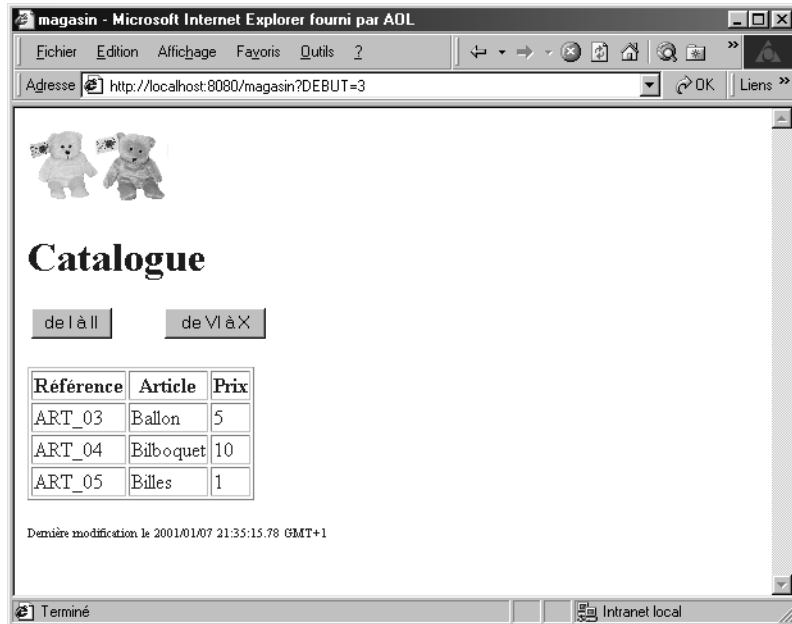 magasin - Microsoft Internet Explorer fourni par AOL
Fichier Edition Affichage Favoris Outils ?
»
Adresse http://localhost:8080/magasin?DEBUT=3 OK Liens »
Catalogue
de I à II de VI à X
Référence Article Prix
ART_03 Ballon 5
ART_04 Bilboquet 10
ART_05 Billes 1
Dernière modification le 2001/01/07 21:35:15.78 GMT+1
Terminé Intranet local